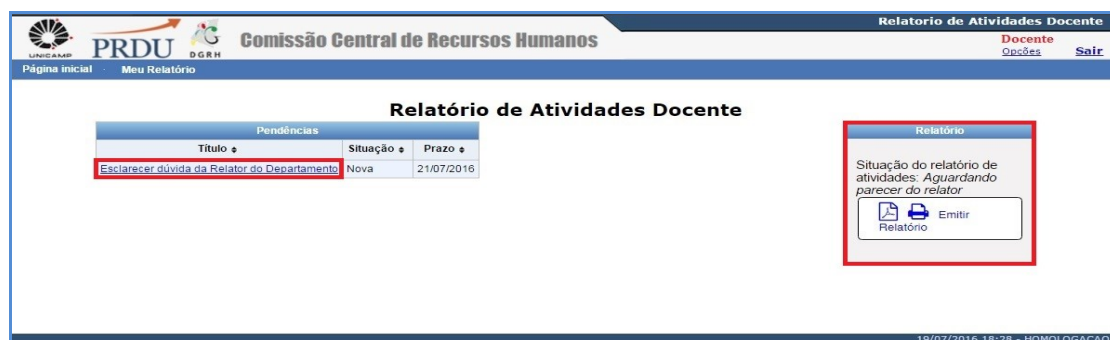 Relatorio de Atividades Docente
UNICAMP
PRDU
DGRH
Comissão Central de Recursos Humanos
Docente
Opções Sair
Página inicial Meu Relatório
Relatório de Atividades Docente
Pendências
Título Situação Prazo
Esclarecer dúvida da Relator do Departamento Nova 21/07/2016
Relatório
Situação do relatório de
atividades: Aguardando
parecer do relator
Emitir
Relatório
19/07/2016 18:28 - HOMOLOGACAO